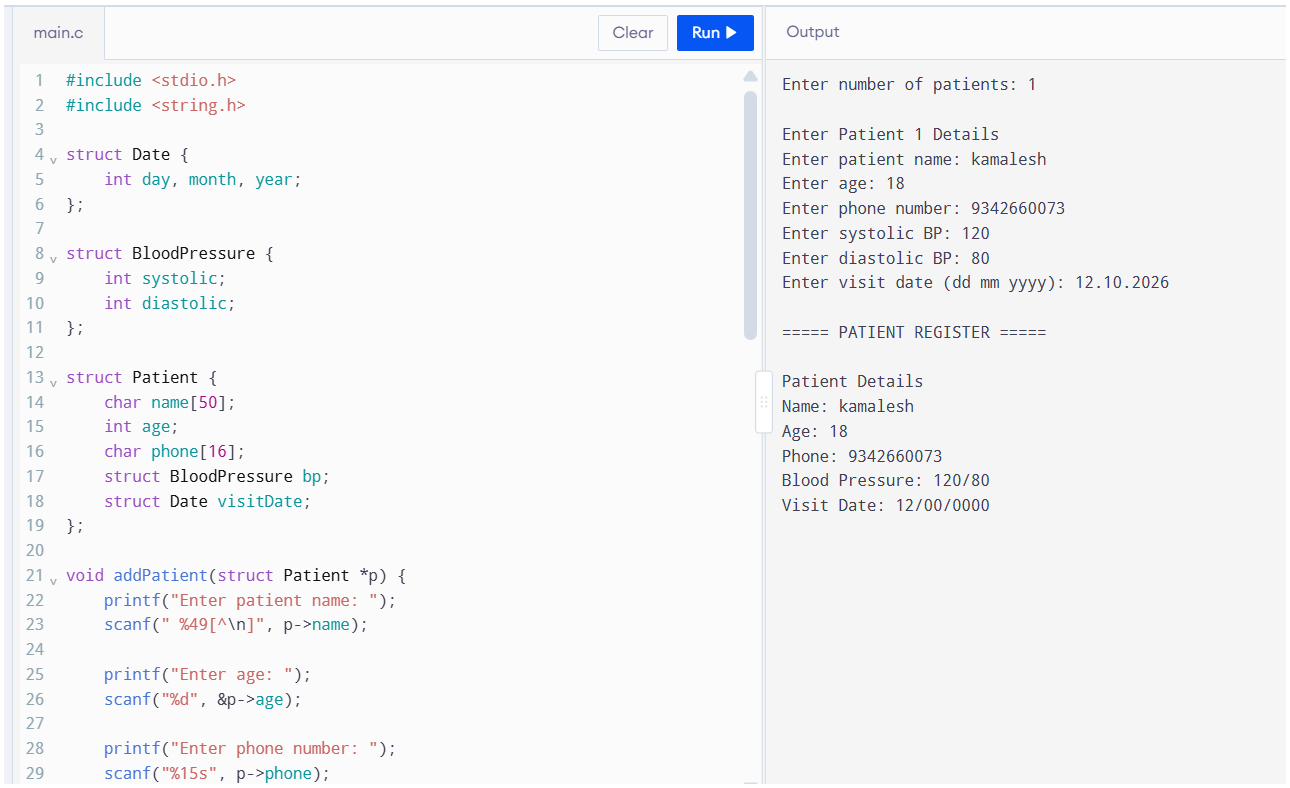 main.c
Clear
Run
Output
1 #include <stdio.h>
2 #include <string.h>
3
4 struct Date {
5     int day, month, year;
6 };
7
8 struct BloodPressure {
9     int systolic;
10     int diastolic;
11 };
12
13 struct Patient {
14     char name[50];
15     int age;
16     char phone[16];
17     struct BloodPressure bp;
18     struct Date visitDate;
19 };
20
21 void addPatient(struct Patient *p) {
22     printf("Enter patient name: ");
23     scanf(" %49[^\n]", p->name);
24
25     printf("Enter age: ");
26     scanf("%d", &p->age);
27
28     printf("Enter phone number: ");
29     scanf("%15s", p->phone);
Enter number of patients: 1

Enter Patient 1 Details
Enter patient name: kamalesh
Enter age: 18
Enter phone number: 9342660073
Enter systolic BP: 120
Enter diastolic BP: 80
Enter visit date (dd mm yyyy): 12.10.2026

===== PATIENT REGISTER =====

Patient Details
Name: kamalesh
Age: 18
Phone: 9342660073
Blood Pressure: 120/80
Visit Date: 12/00/0000